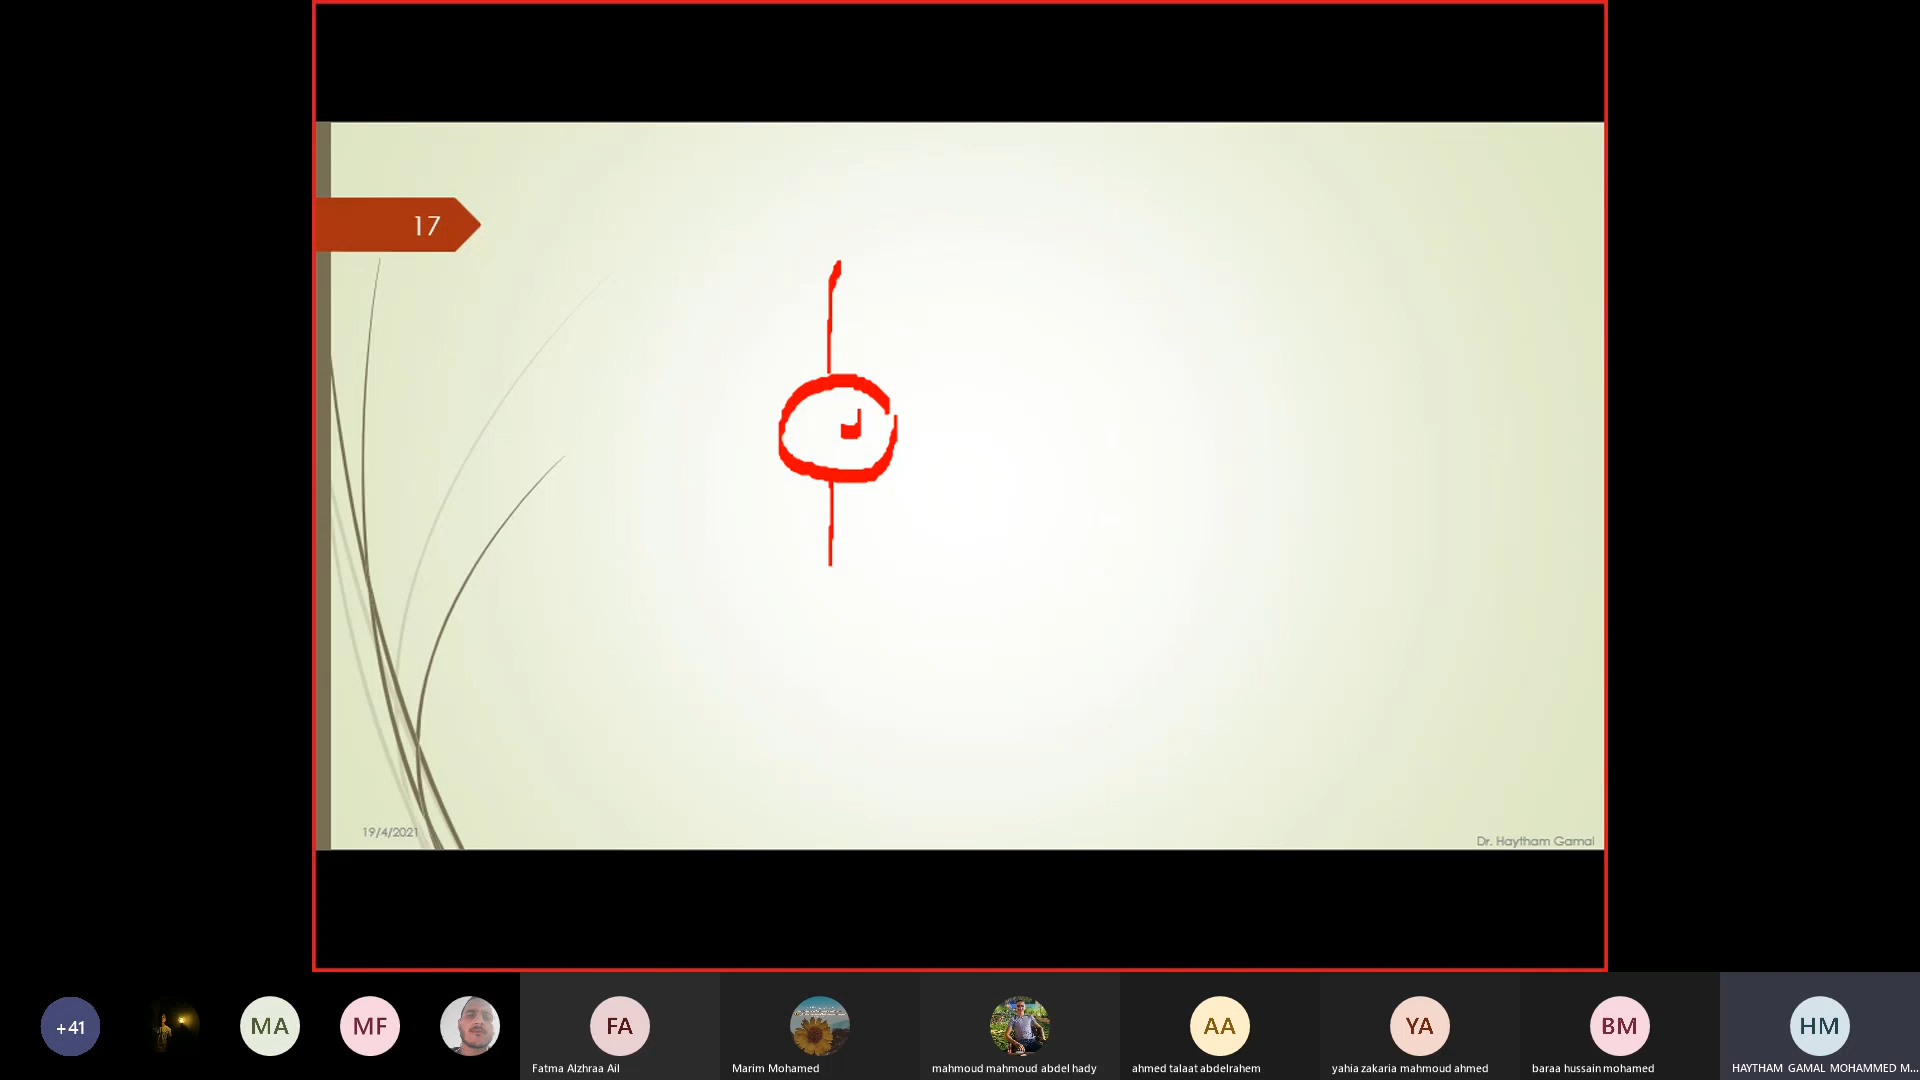 17
19/4/2021
Dr. Haytham Gamal
+41
MA
MF
FA
AA
YA
BM
HM
Fatma Alzhraa Ail
Marim Mohamed
mahmoud mahmoud abdel hady
ahmed talaat abdelrahem
yahia zakaria mahmoud ahmed
baraa hussain mohamed
HAYTHAM GAMAL MOHAMMED M...